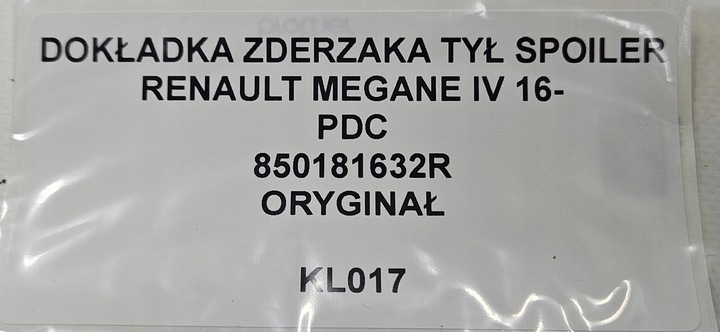 DOKŁADKA ZDERZAKA TYŁ SPOILER
RENAULT MEGANE IV 16-
PDC
850181632R
ORYGINAŁ
KL017